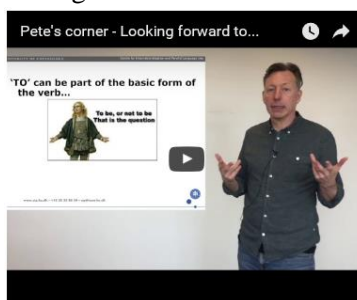 Pete's corner - Looking forward to...
'TO' can be part of the basic form of
the verb...
To be, or not to be
That is the question